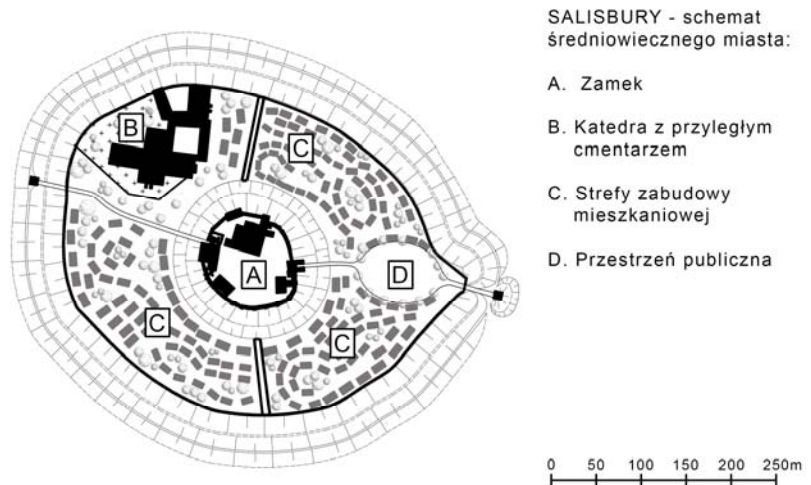 SALISBURY - schemat
średniowiecznego miasta:
A. Zamek
B. Katedra z przyległym
cmentarzem
C. Strefy zabudowy
mieszkaniowej
D. Przestrzeń publiczna
B
C
A
D
C
C
0 50 100 150 200 250m